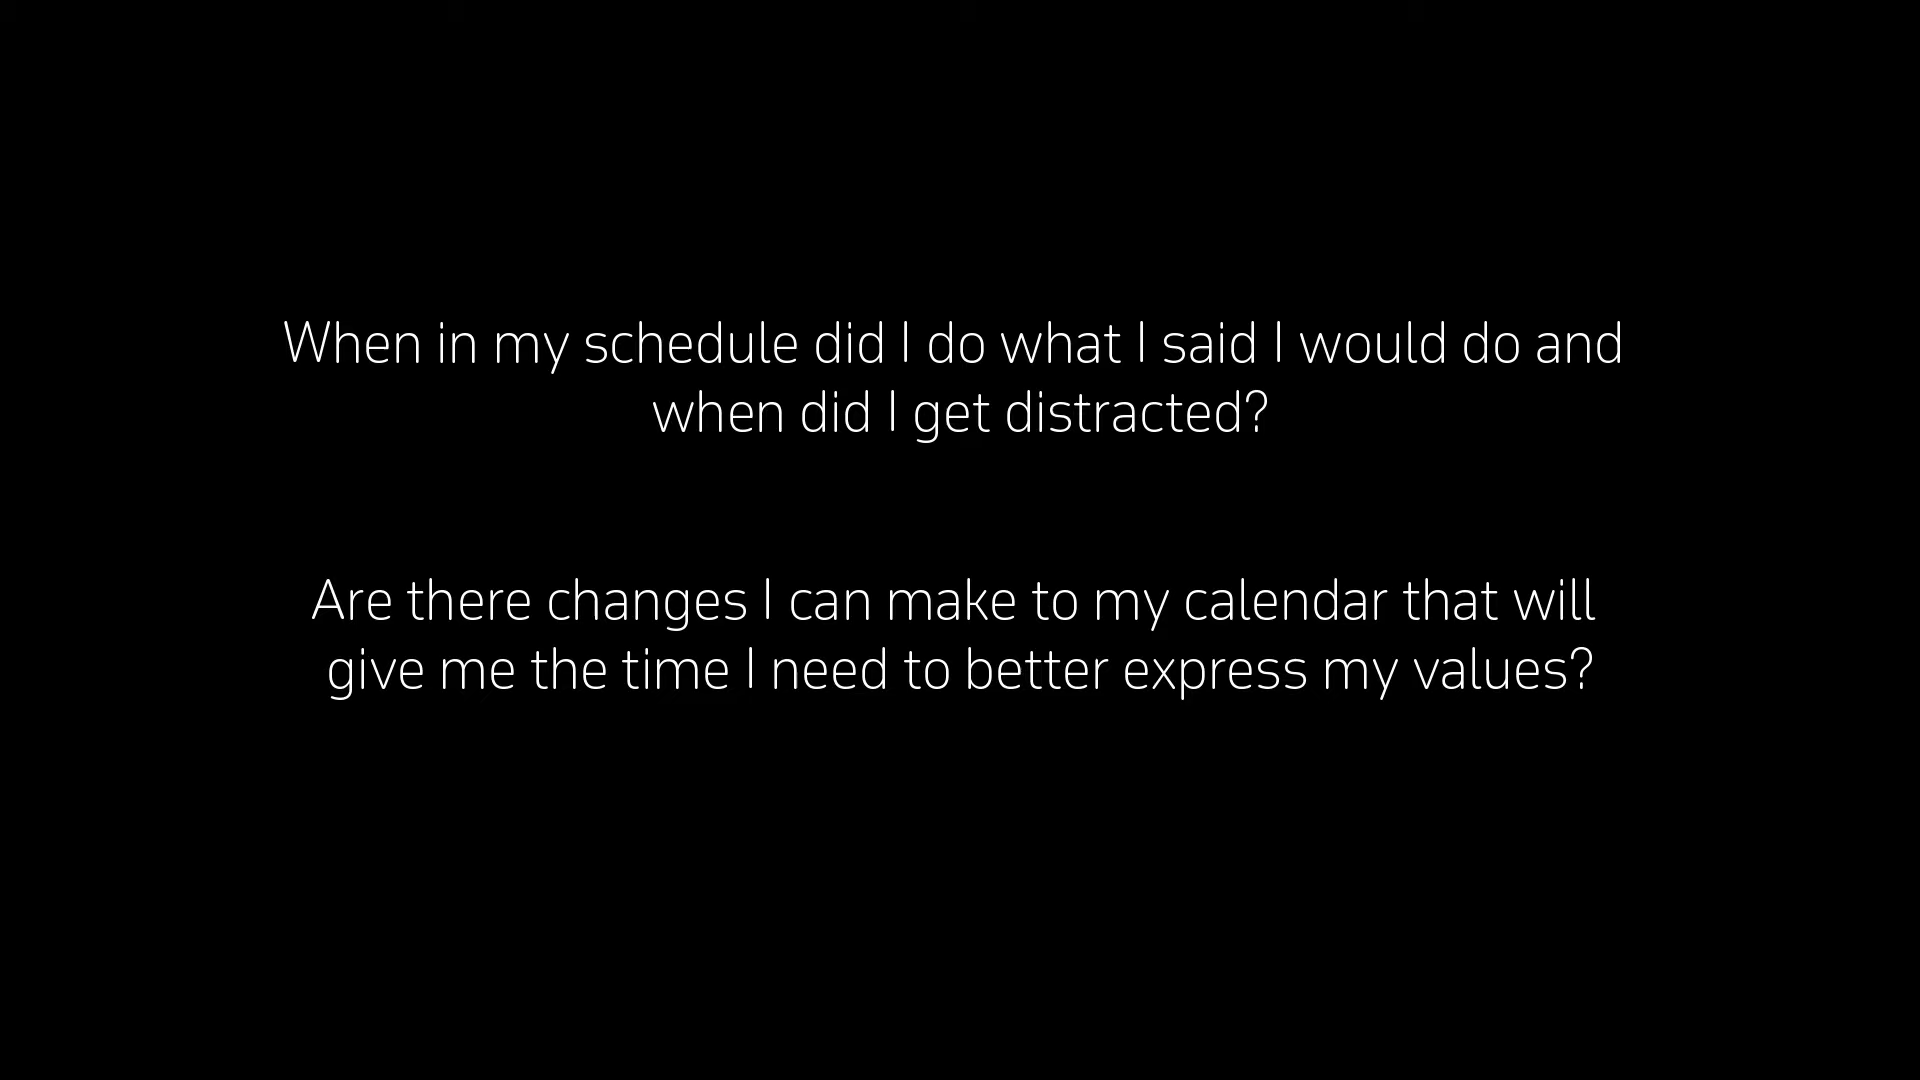 When in my schedule did I do what I said I would do and
when did I get distracted?
Are there changes I can make to my calendar that will
give me the time I need to better express my values?